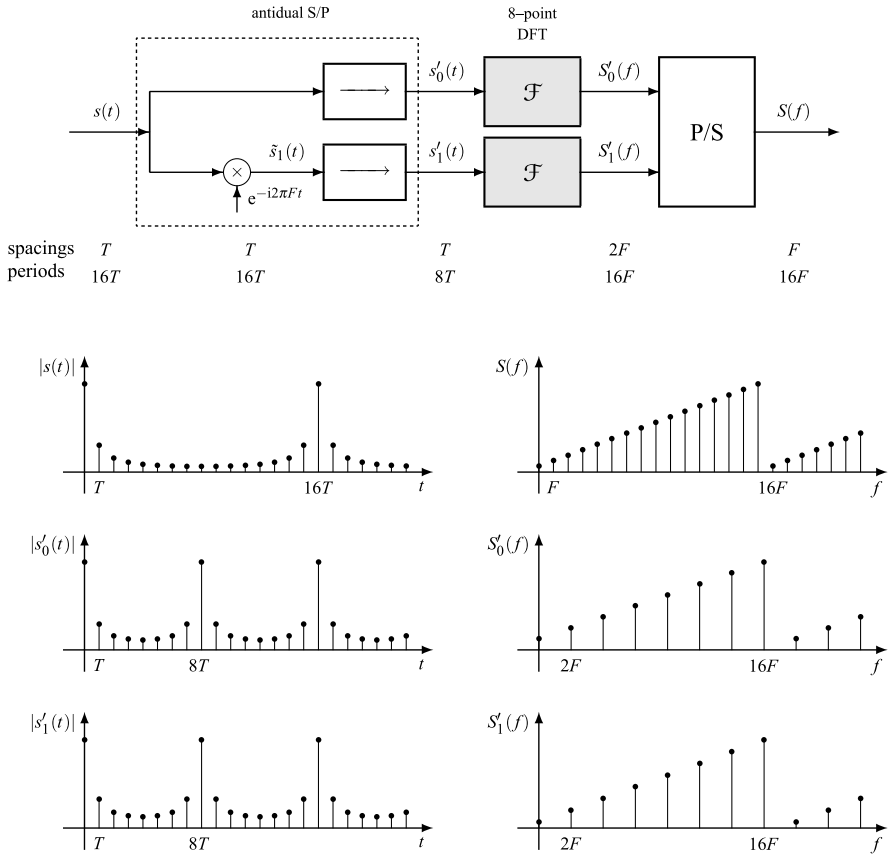 antidual S/P
8–point
DFT
s(t)
s̃₁(t)
e^{−i2πFt}
×
s′₀(t)
s′₁(t)
ℱ
ℱ
S′₀(f)
S′₁(f)
P/S
S(f)
spacings T T T 2F F
periods 16T 16T 8T 16F 16F
|s(t)|
T 16T t
S(f)
F 16F f
|s′₀(t)|
T 8T t
S′₀(f)
2F 16F f
|s′₁(t)|
T 8T t
S′₁(f)
2F 16F f